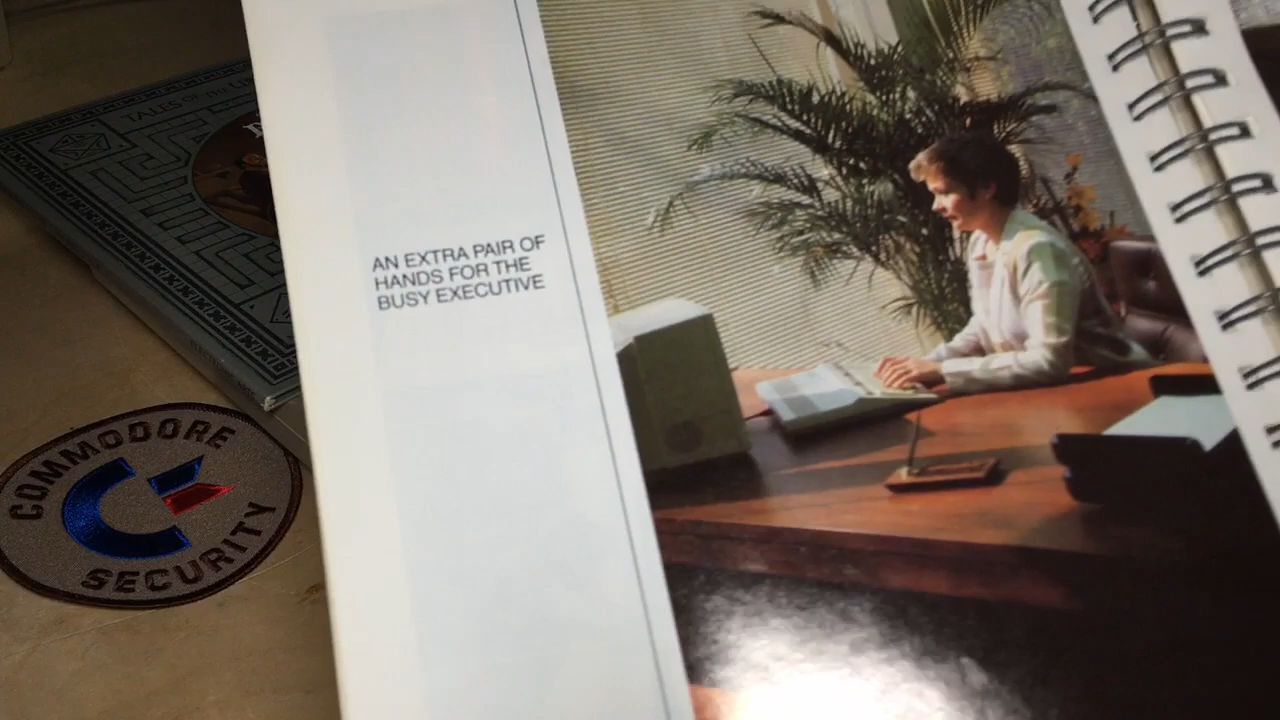 AN EXTRA PAIR OF
HANDS FOR THE
BUSY EXECUTIVE
COMMODORE
SECURITY
TALES OF THE